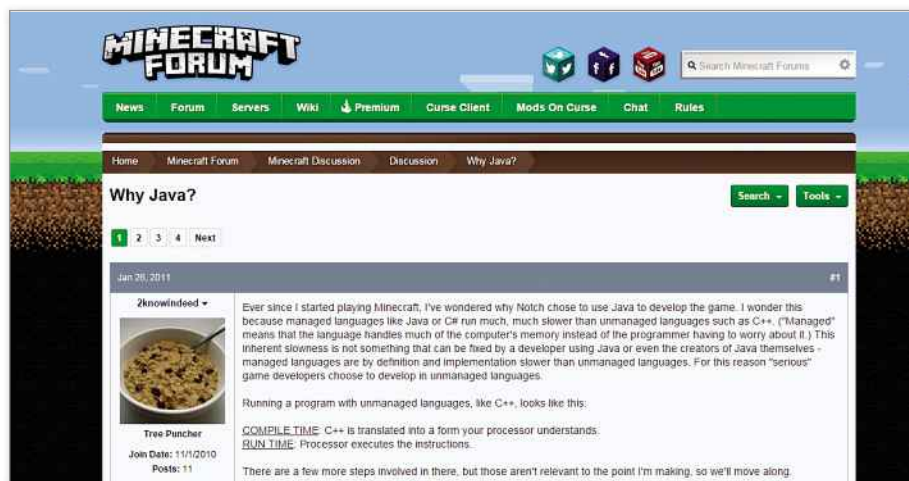 MINECRAFT
FORUM
Search Minecraft Forums
News Forum Servers Wiki Premium Curse Client Mods On Curse Chat Rules
Home Minecraft Forum Minecraft Discussion Discussion Why Java?
Why Java?
Search Tools
1 2 3 4 Next
Jan 26, 2011 #1
2knowindeed
Ever since I started playing Minecraft, I've wondered why Notch chose to use Java to develop the game. I wonder this
because managed languages like Java or C# run much, much slower than unmanaged languages such as C++. ("Managed"
means that the language handles much of the computer's memory instead of the programmer having to worry about it.) This
inherent slowness is not something that can be fixed by a developer using Java or even the creators of Java themselves -
managed languages are by definition and implementation slower than unmanaged languages. For this reason "serious"
game developers choose to develop in unmanaged languages.
Running a program with unmanaged languages, like C++, looks like this:
Tree Puncher
COMPILE TIME: C++ is translated into a form your processor understands.
RUN TIME: Processor executes the instructions.
Join Date: 11/1/2010
Posts: 11
There are a few more steps involved in there, but those aren't relevant to the point I'm making, so we'll move along.